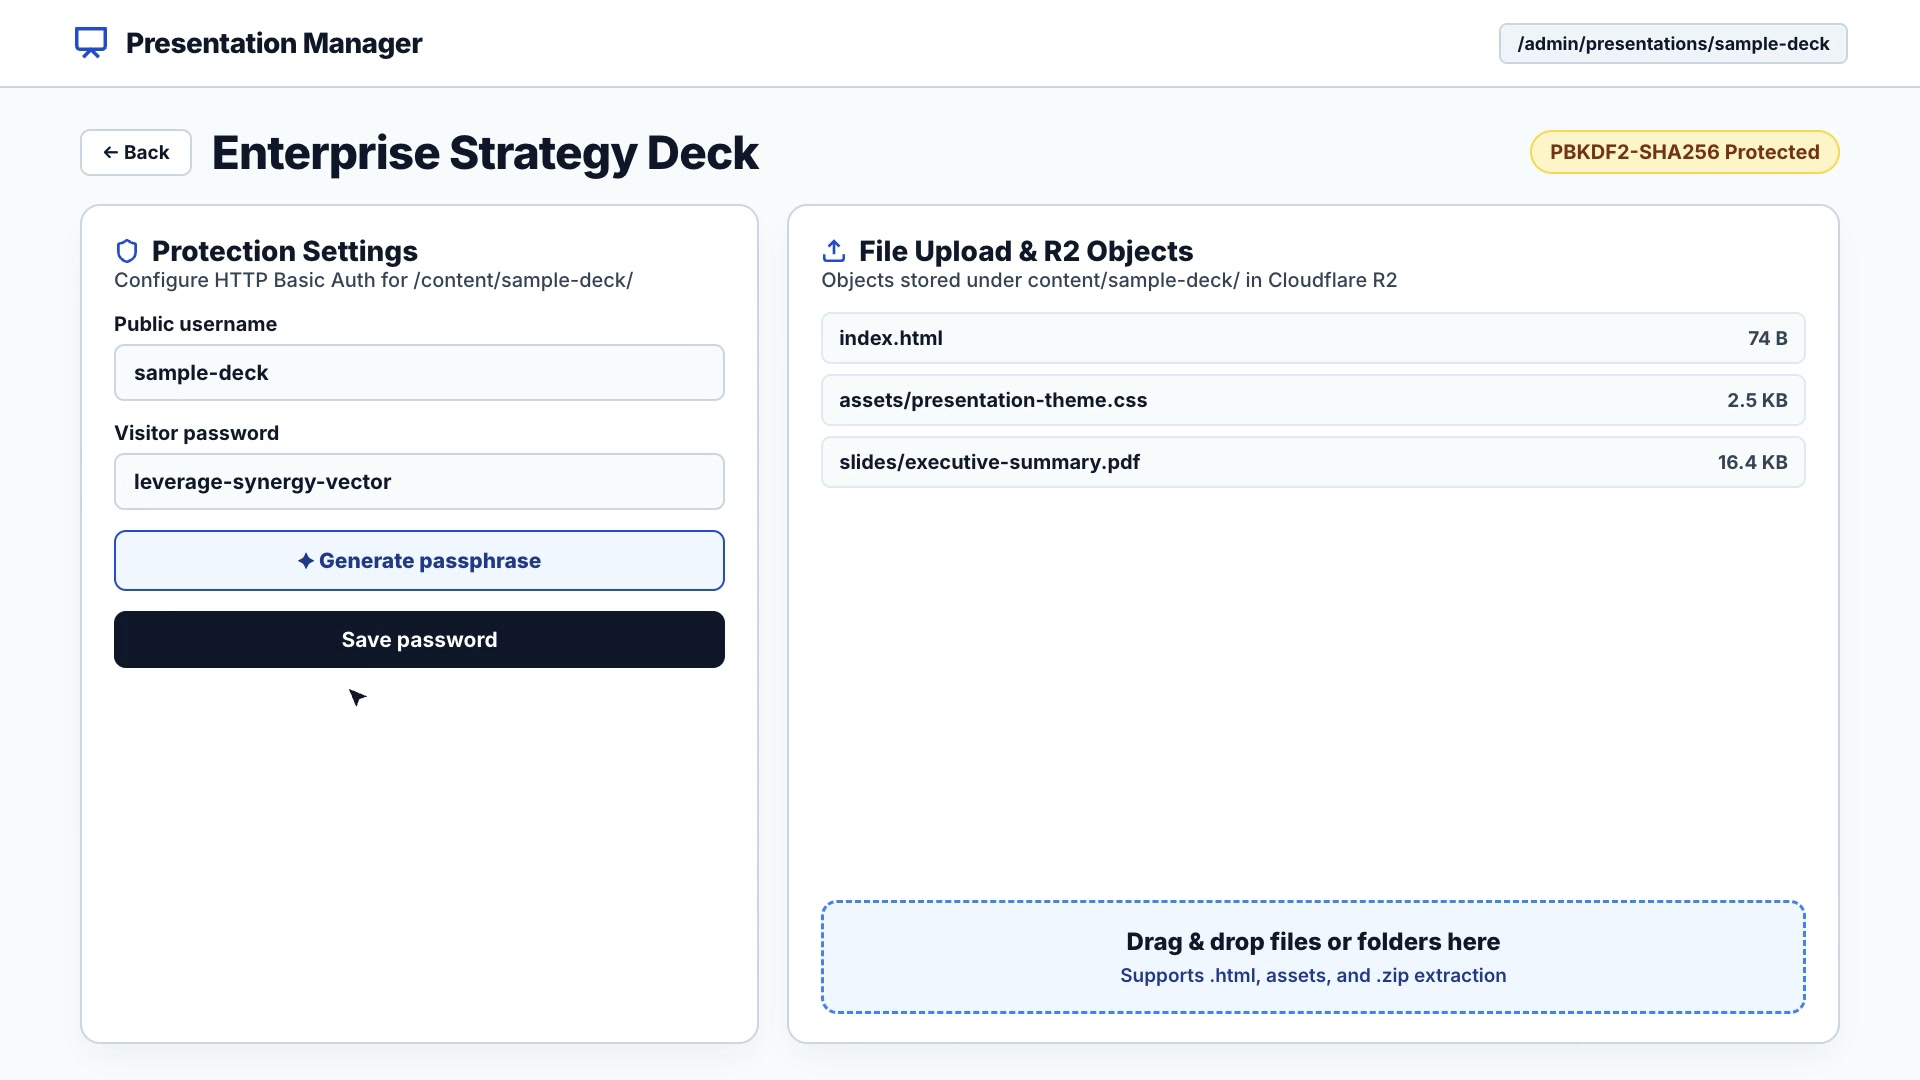 Presentation Manager
/admin/presentations/sample-deck
← Back
Enterprise Strategy Deck
PBKDF2-SHA256 Protected
Protection Settings
Configure HTTP Basic Auth for /content/sample-deck/
Public username
sample-deck
Visitor password
leverage-synergy-vector
✦ Generate passphrase
Save password
File Upload & R2 Objects
Objects stored under content/sample-deck/ in Cloudflare R2
index.html 74 B
assets/presentation-theme.css 2.5 KB
slides/executive-summary.pdf 16.4 KB
Drag & drop files or folders here
Supports .html, assets, and .zip extraction